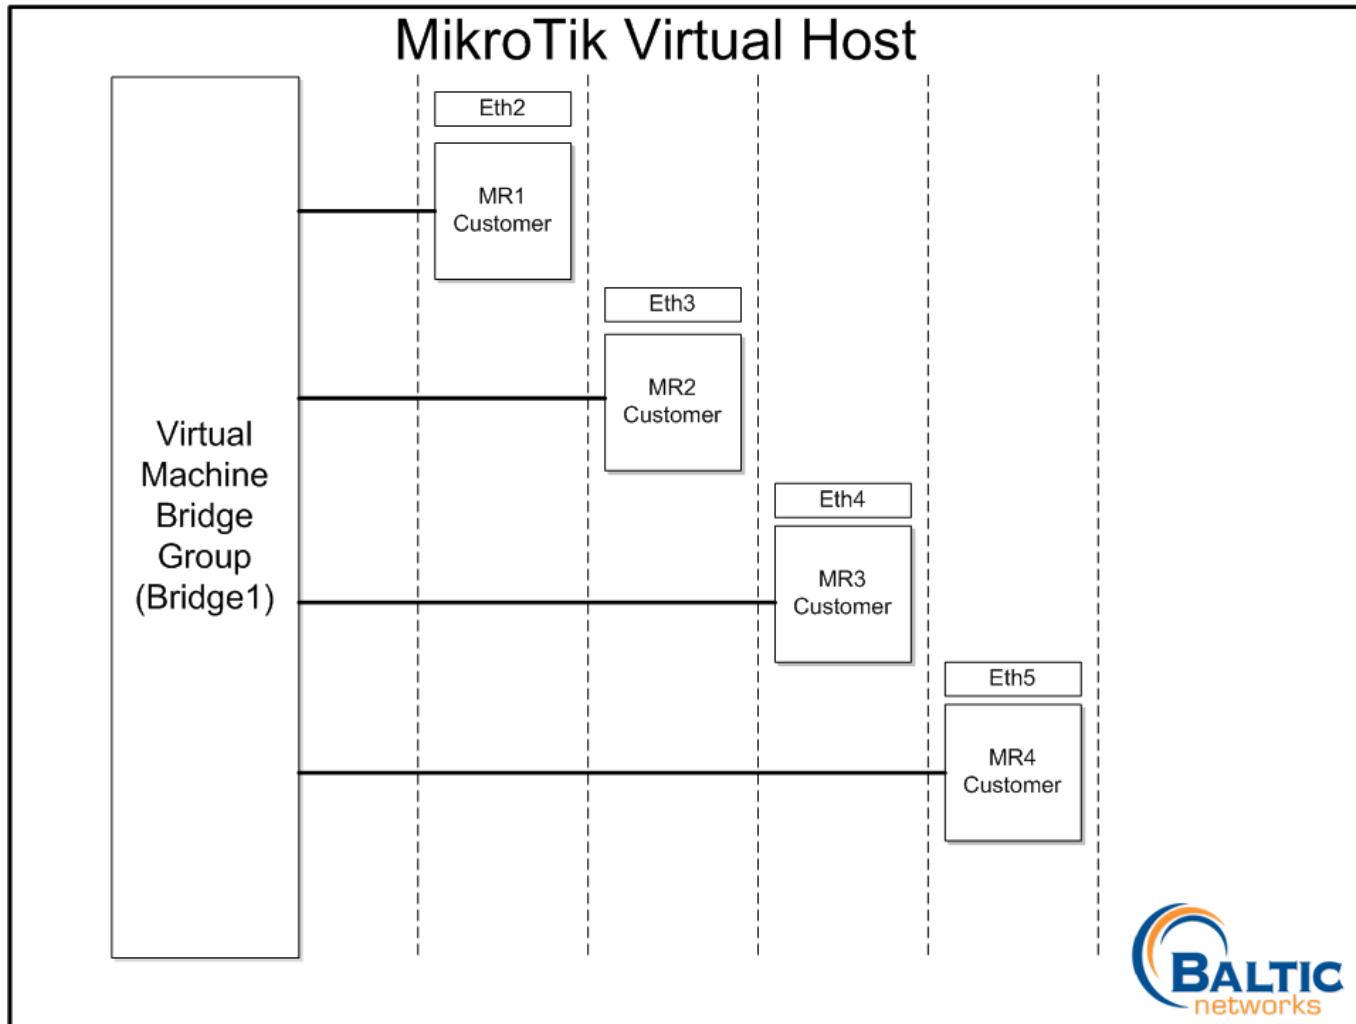 MikroTik Virtual Host
Eth2
MR1
Customer
Eth3
MR2
Customer
Virtual
Machine
Bridge
Group
(Bridge1)
Eth4
MR3
Customer
Eth5
MR4
Customer
BALTIC
networks